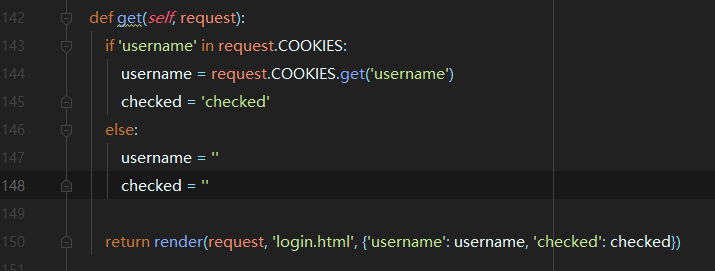 142 def get(self, request):
143 if 'username' in request.COOKIES:
144 username = request.COOKIES.get('username')
145 checked = 'checked'
146 else:
147 username = ''
148 checked = ''
149
150 return render(request, 'login.html', {'username': username, 'checked': checked})
151